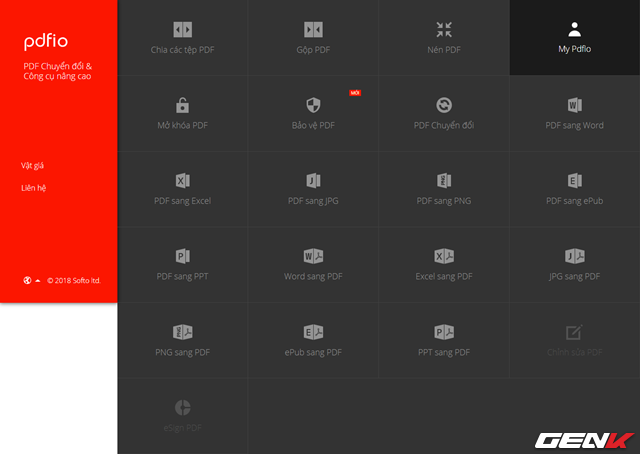 pdfio
PDF Chuyển đổi &
Công cụ nâng cao
Vật giá
Liên hệ
© 2018 Softo ltd.
Chia các tệp PDF
Gộp PDF
Nén PDF
My Pdfio
Mở khóa PDF
MỚI
Bảo vệ PDF
PDF Chuyển đổi
PDF sang Word
PDF sang Excel
PDF sang JPG
PDF sang PNG
PDF sang ePub
PDF sang PPT
Word sang PDF
Excel sang PDF
JPG sang PDF
PNG sang PDF
ePub sang PDF
PPT sang PDF
Chỉnh sửa PDF
eSign PDF
GENK